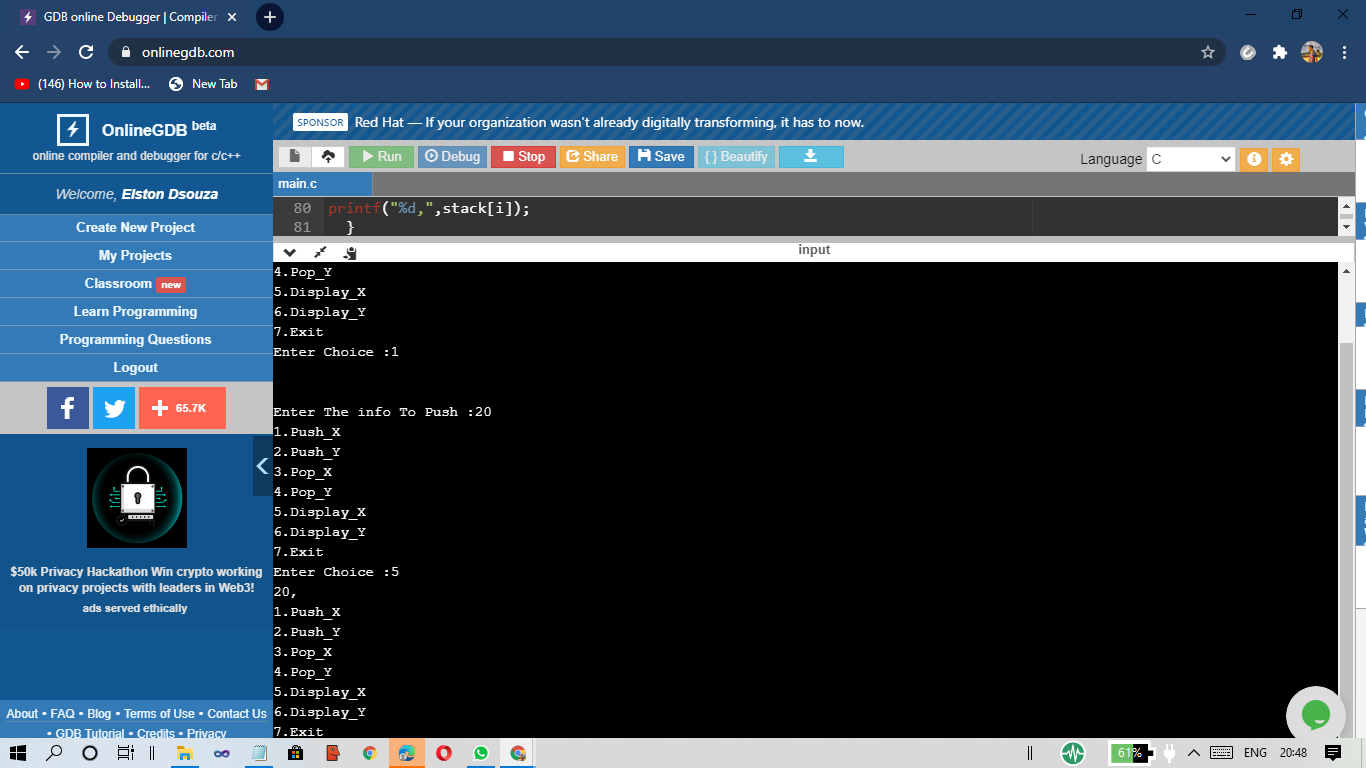 GDB online Debugger | Compiler
onlinegdb.com
(146) How to Install... New Tab
OnlineGDB beta
online compiler and debugger for c/c++
Welcome, Elston Dsouza
Create New Project
My Projects
Classroom new
Learn Programming
Programming Questions
Logout
65.7K
$50k Privacy Hackathon Win crypto working
on privacy projects with leaders in Web3!
ads served ethically
About • FAQ • Blog • Terms of Use • Contact Us
• GDB Tutorial • Credits • Privacy
SPONSOR Red Hat — If your organization wasn't already digitally transforming, it has to now.
Run Debug Stop Share Save { } Beautify
Language C
main.c
80 printf("%d,",stack[i]);
81 }
input
4.Pop_Y
5.Display_X
6.Display_Y
7.Exit
Enter Choice :1
Enter The info To Push :20
1.Push_X
2.Push_Y
3.Pop_X
4.Pop_Y
5.Display_X
6.Display_Y
7.Exit
Enter Choice :5
20,
1.Push_X
2.Push_Y
3.Pop_X
4.Pop_Y
5.Display_X
6.Display_Y
7.Exit
61% ENG 20:48